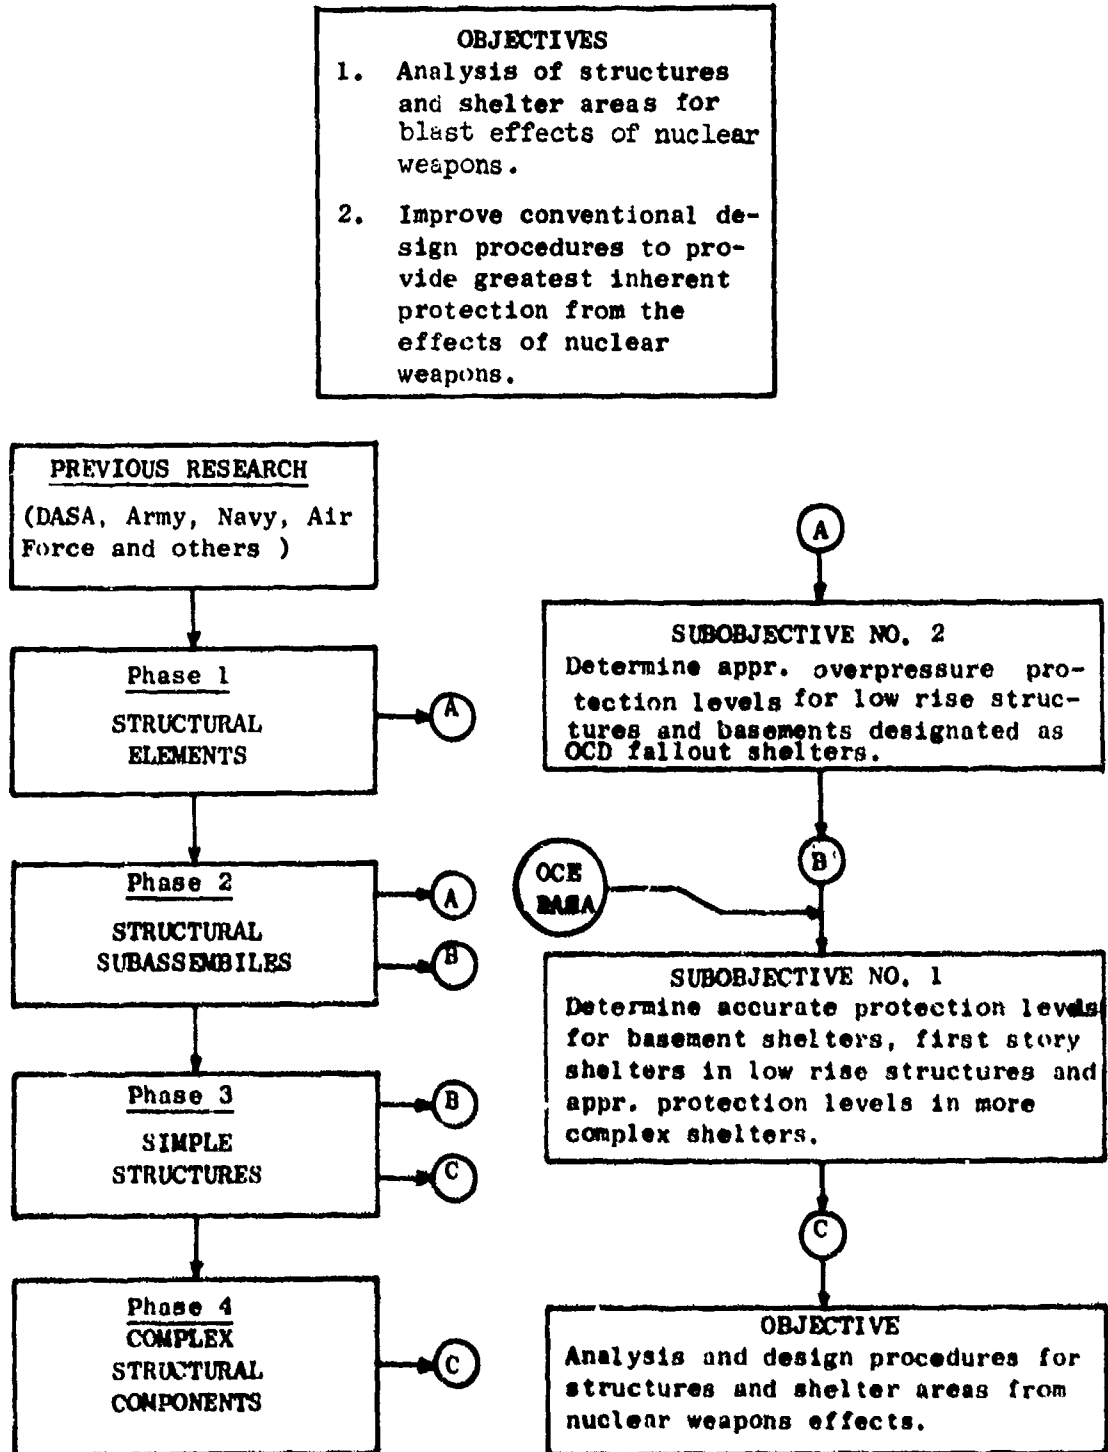 OBJECTIVES
1. Analysis of structures
and shelter areas for
blast effects of nuclear
weapons.
2. Improve conventional de-
sign procedures to pro-
vide greatest inherent
protection from the
effects of nuclear
weapons.
PREVIOUS RESEARCH
(DASA, Army, Navy, Air
Force and others )
Phase 1
STRUCTURAL
ELEMENTS
A
Phase 2
STRUCTURAL
SUBASSEMBILES
A
B
Phase 3
SIMPLE
STRUCTURES
B
C
Phase 4
COMPLEX
STRUCTURAL
COMPONENTS
C
A
SUBOBJECTIVE NO. 2
Determine appr. overpressure pro-
tection levels for low rise struc-
tures and basements designated as
OCD fallout shelters.
B
OCE
DASA
SUBOBJECTIVE NO. 1
Determine accurate protection levels
for basement shelters, first story
shelters in low rise structures and
appr. protection levels in more
complex shelters.
C
OBJECTIVE
Analysis and design procedures for
structures and shelter areas from
nuclear weapons effects.